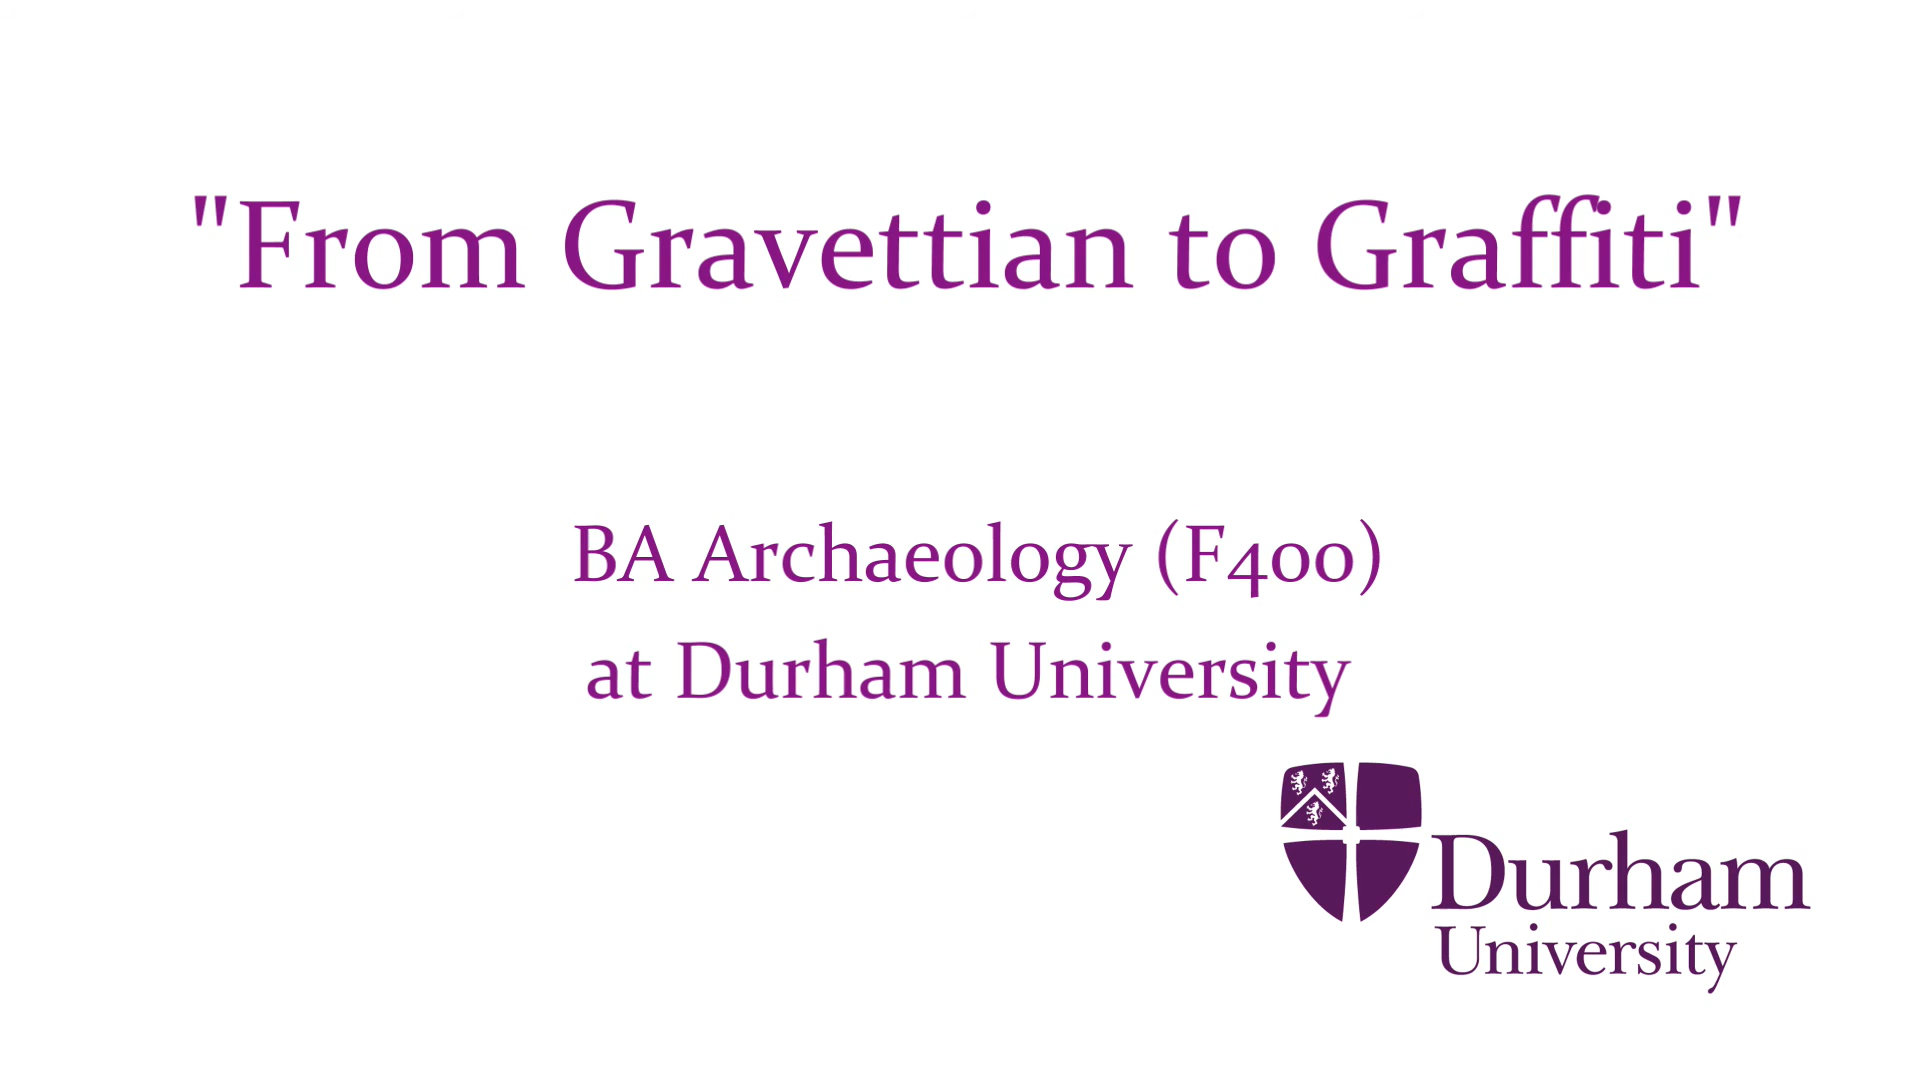 "From Gravettian to Graffiti"
BA Archaeology (F400)
at Durham University
Durham
University